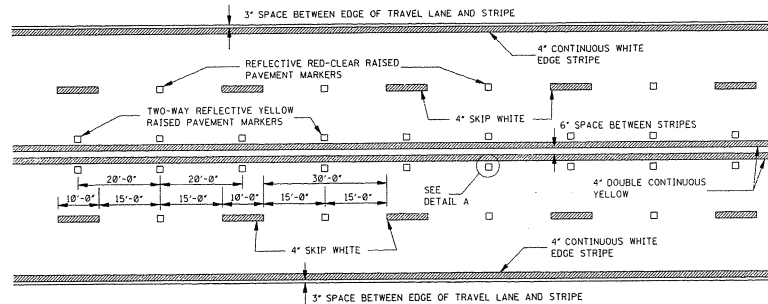 3" SPACE BETWEEN EDGE OF TRAVEL LANE AND STRIPE
4" CONTINUOUS WHITE
EDGE STRIPE
REFLECTIVE RED-CLEAR RAISED
PAVEMENT MARKERS
4" SKIP WHITE
TWO-WAY REFLECTIVE YELLOW
RAISED PAVEMENT MARKERS
6" SPACE BETWEEN STRIPES
20'-0" 20'-0" 30'-0"
10'-0" 15'-0" 15'-0" 10'-0" 15'-0" 15'-0"
SEE
DETAIL A
4" DOUBLE CONTINUOUS
YELLOW
4" SKIP WHITE
4" CONTINUOUS WHITE
EDGE STRIPE
3" SPACE BETWEEN EDGE OF TRAVEL LANE AND STRIPE